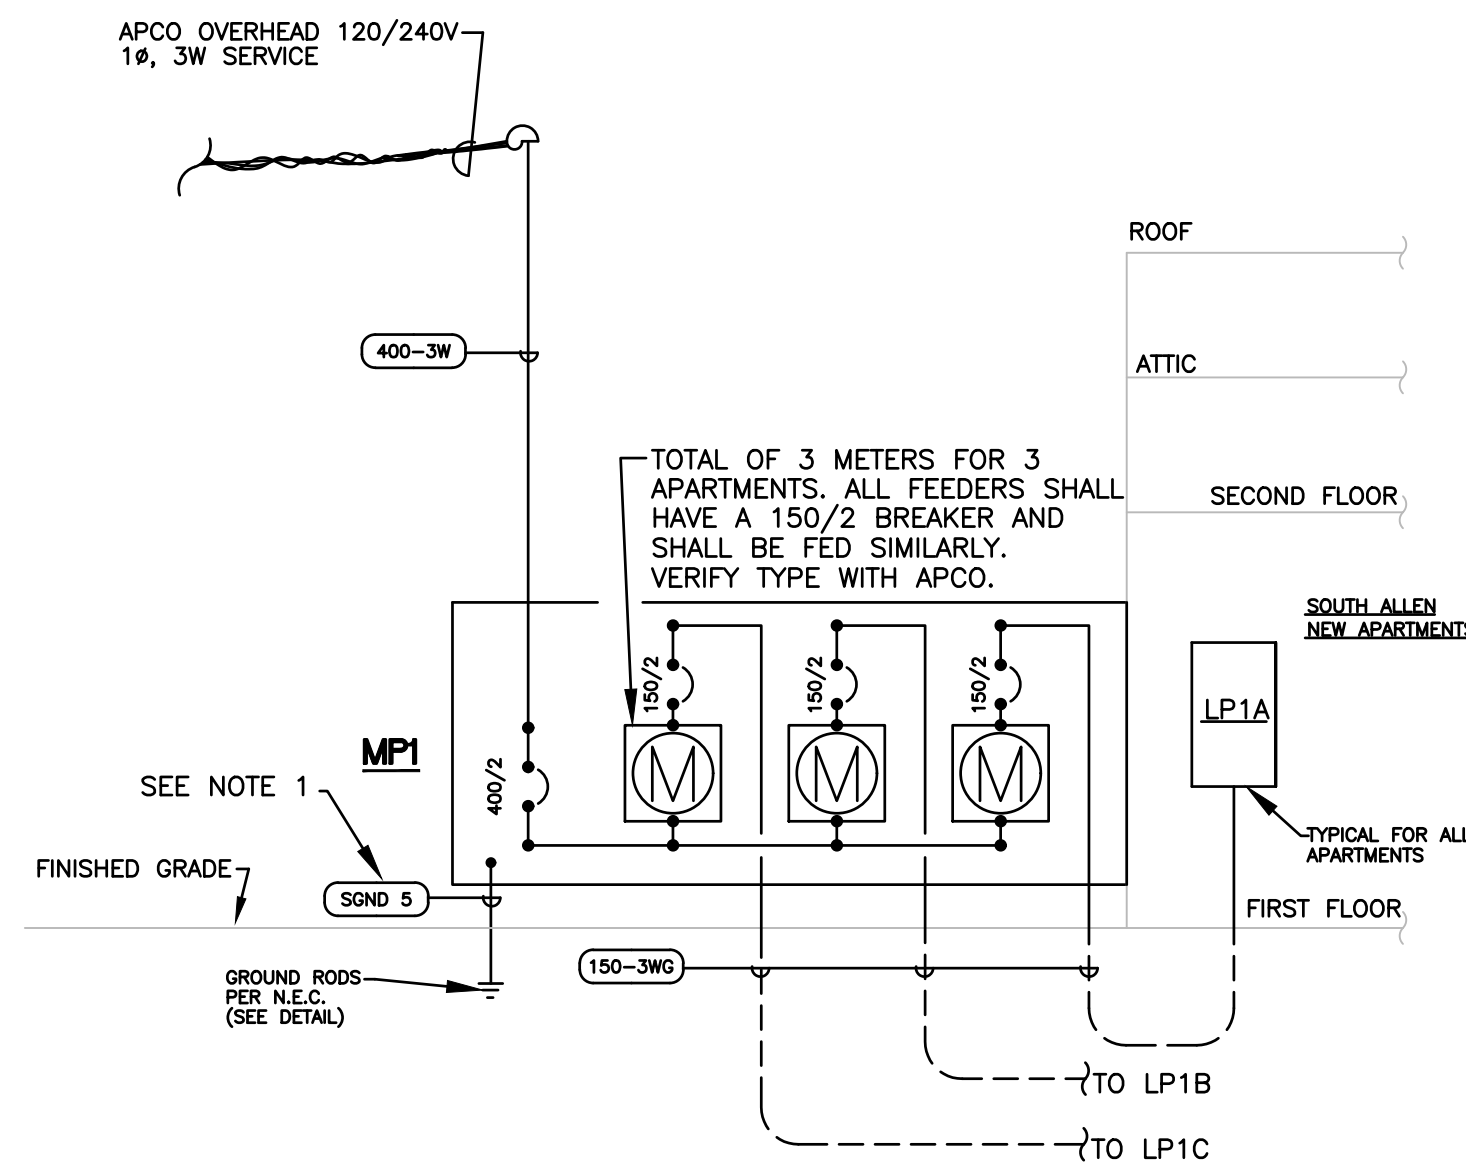 APCO OVERHEAD 120/240V
1ø, 3W SERVICE
ROOF
400-3W
ATTIC
TOTAL OF 3 METERS FOR 3
APARTMENTS. ALL FEEDERS SHALL
HAVE A 150/2 BREAKER AND
SHALL BE FED SIMILARLY.
VERIFY TYPE WITH APCO.
SECOND FLOOR
SOUTH ALLEN
NEW APARTMENTS
150/2
150/2
150/2
LP1A
MP1
400/2
M
M
M
SEE NOTE 1
TYPICAL FOR ALL
APARTMENTS
FINISHED GRADE
SGND 5
FIRST FLOOR
150-3WG
GROUND RODS
PER N.E.C.
(SEE DETAIL)
TO LP1B
TO LP1C